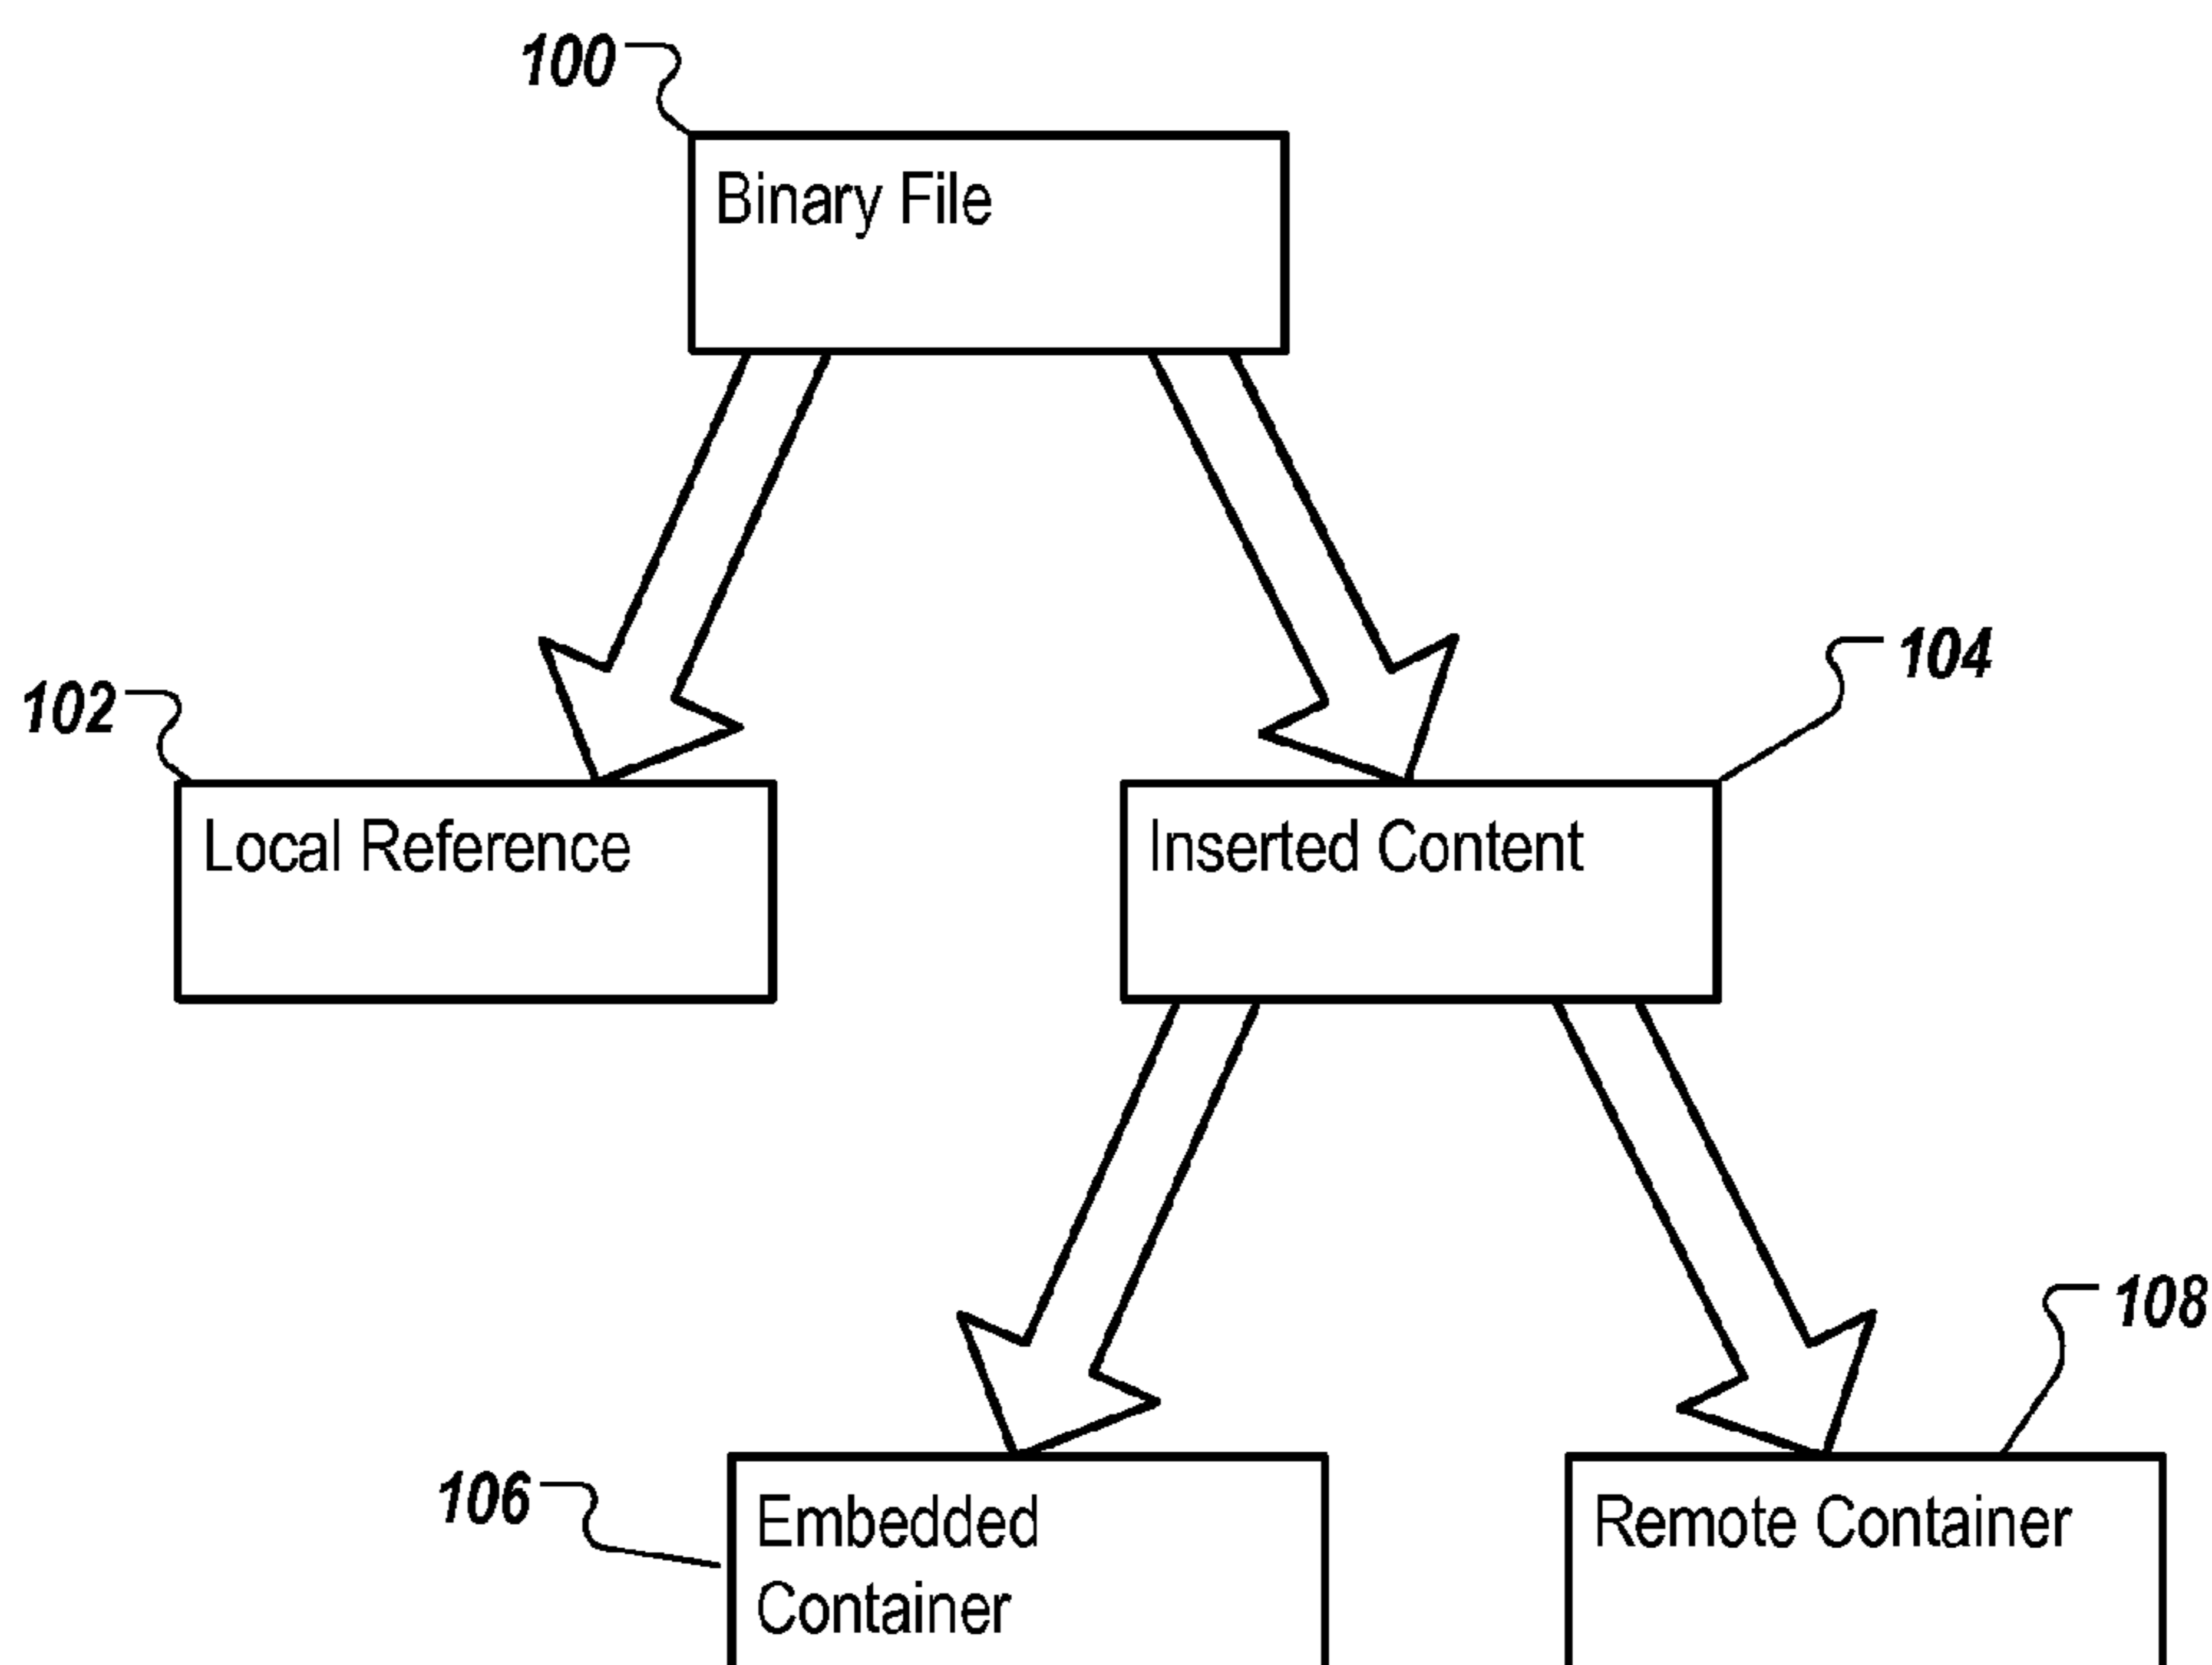 100
Binary File
104
102
Local Reference
Inserted Content
108
106
Embedded
Container
Remote Container